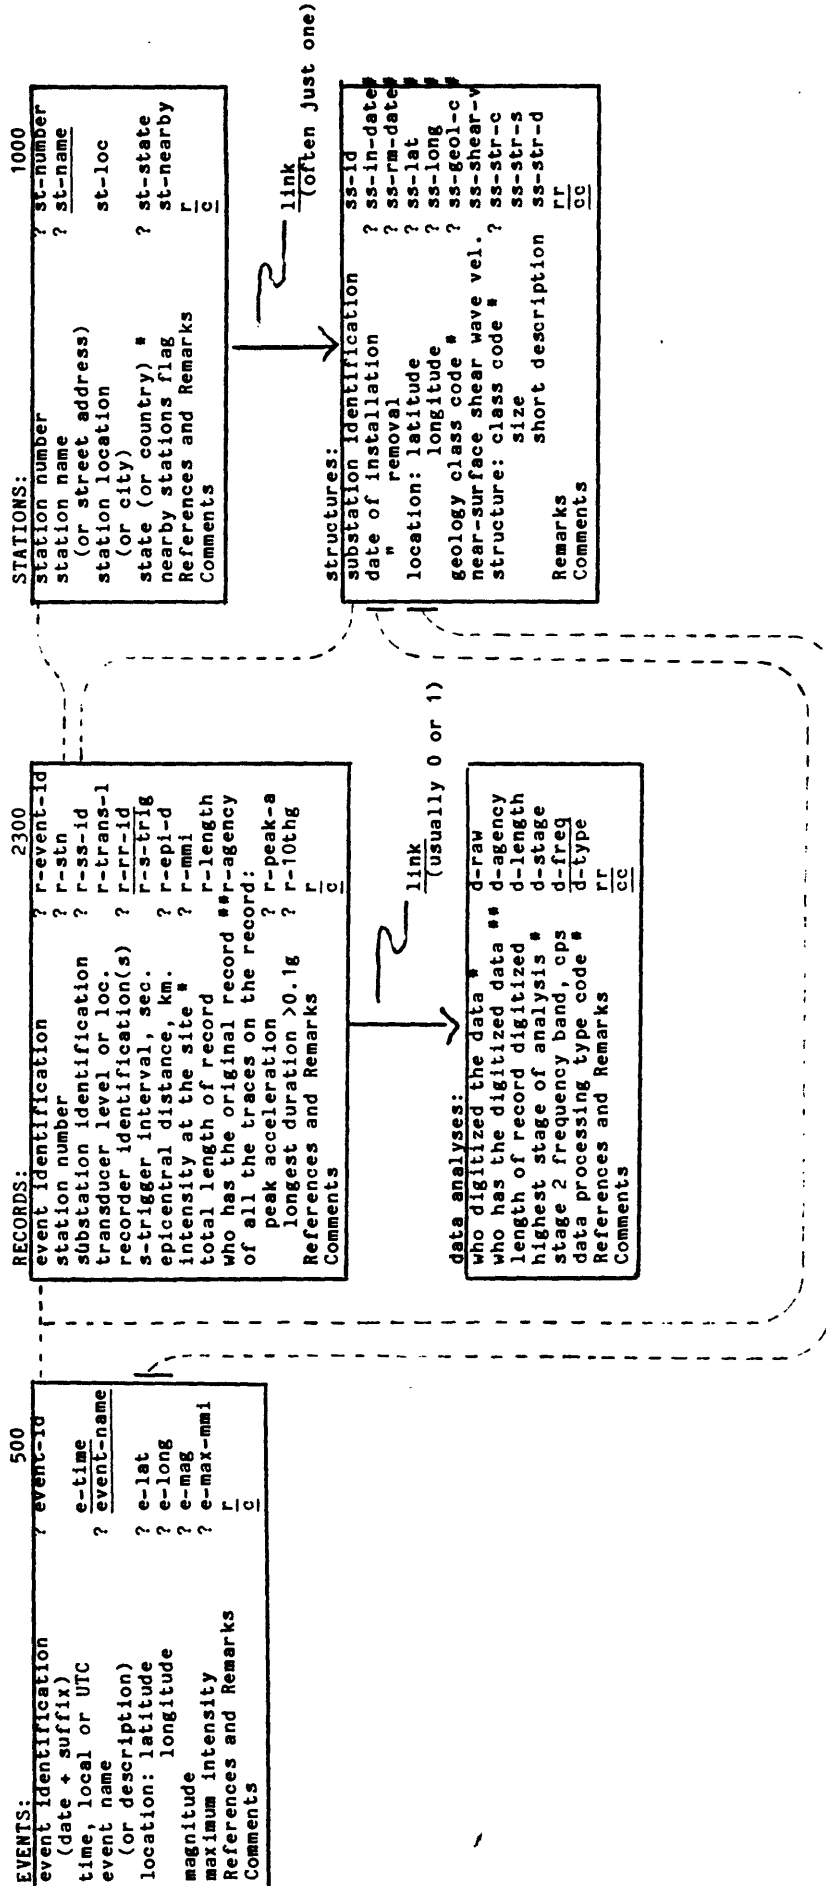 EVENTS: 500
event identification ? event-id
(date + suffix)
time, local or UTC e-time
event name ? event-name
(or description)
location: latitude ? e-lat
longitude ? e-long
magnitude ? e-mag
maximum intensity ? e-max-mmi
References and Remarks r
Comments c
RECORDS: 2300
event identification ? r-event-id
station number ? r-stn
substation identification ? r-ss-id
transducer level or loc. r-trans-l
recorder identification(s) ? r-rr-id
s-trigger interval, sec. r-s-trig
epicentral distance, km. ? r-epi-d
intensity at the site * ? r-mmi
total length of record r-length
who has the original record **r-agency
of all the traces on the record:
peak acceleration ? r-peak-a
longest duration >0.1g ? r-10thg
References and Remarks r
Comments c
link
(usually 0 or 1)
data analyses:
who digitized the data * d-raw
who has the digitized data ** d-agency
length of record digitized d-length
highest stage of analysis * d-stage
stage 2 frequency band, cps d-freq
data processing type code * d-type
References and Remarks rr
Comments cc
STATIONS: 1000
station number ? st-number
station name ? st-name
(or street address)
station location st-loc
(or city)
state (or country) * ? st-state
nearby stations flag st-nearby
References and Remarks r
Comments c
link
(often just one)
structures:
substation identification ss-id
date of installation ? ss-in-date*
" removal ? ss-rm-date*
location: latitude ? ss-lat *
longitude ? ss-long *
geology class code * ? ss-geol-c *
near-surface shear wave vel. ss-shear-v
structure: class code * ? ss-str-c
size ss-str-s
short description ss-str-d
Remarks rr
Comments cc